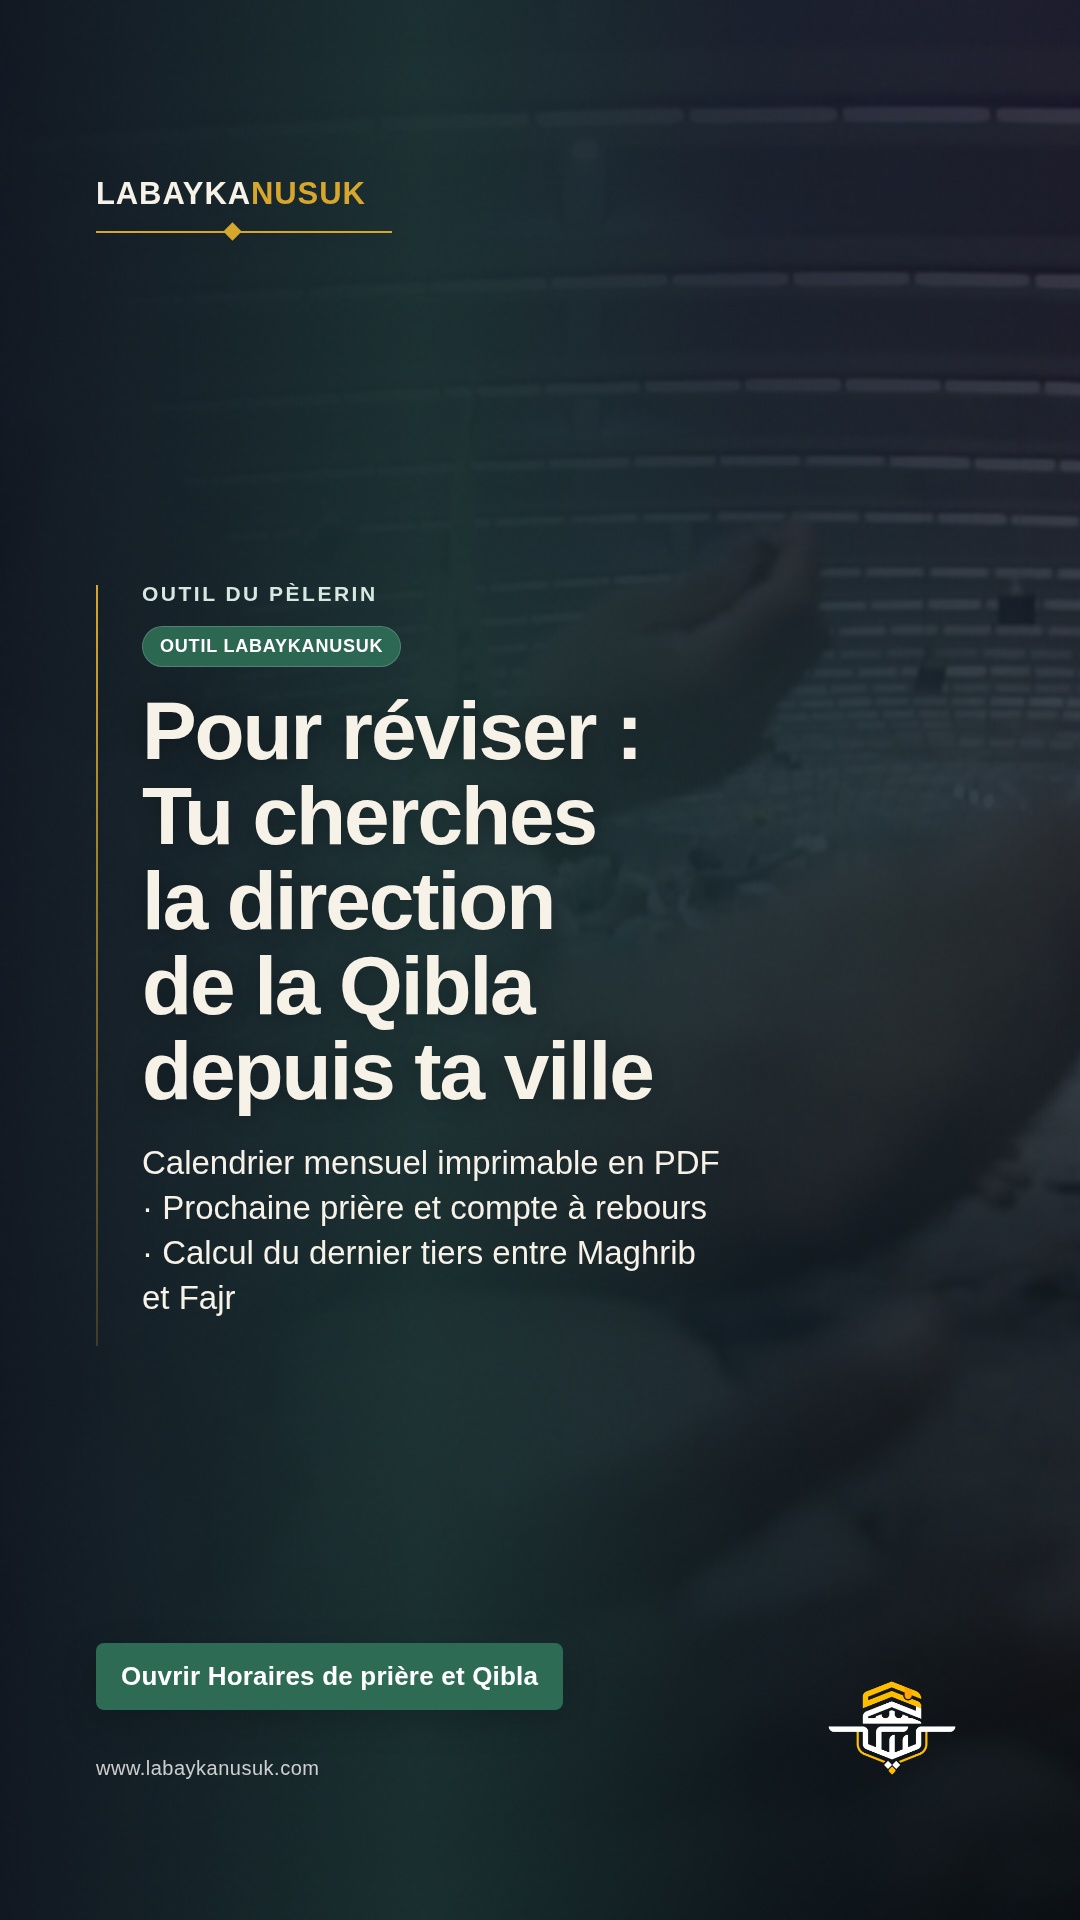 LABAYKANUSUK
OUTIL DU PÈLERIN
OUTIL LABAYKANUSUK
Pour réviser :
Tu cherches
la direction
de la Qibla
depuis ta ville
Calendrier mensuel imprimable en PDF
· Prochaine prière et compte à rebours
· Calcul du dernier tiers entre Maghrib
et Fajr
Ouvrir Horaires de prière et Qibla
www.labaykanusuk.com